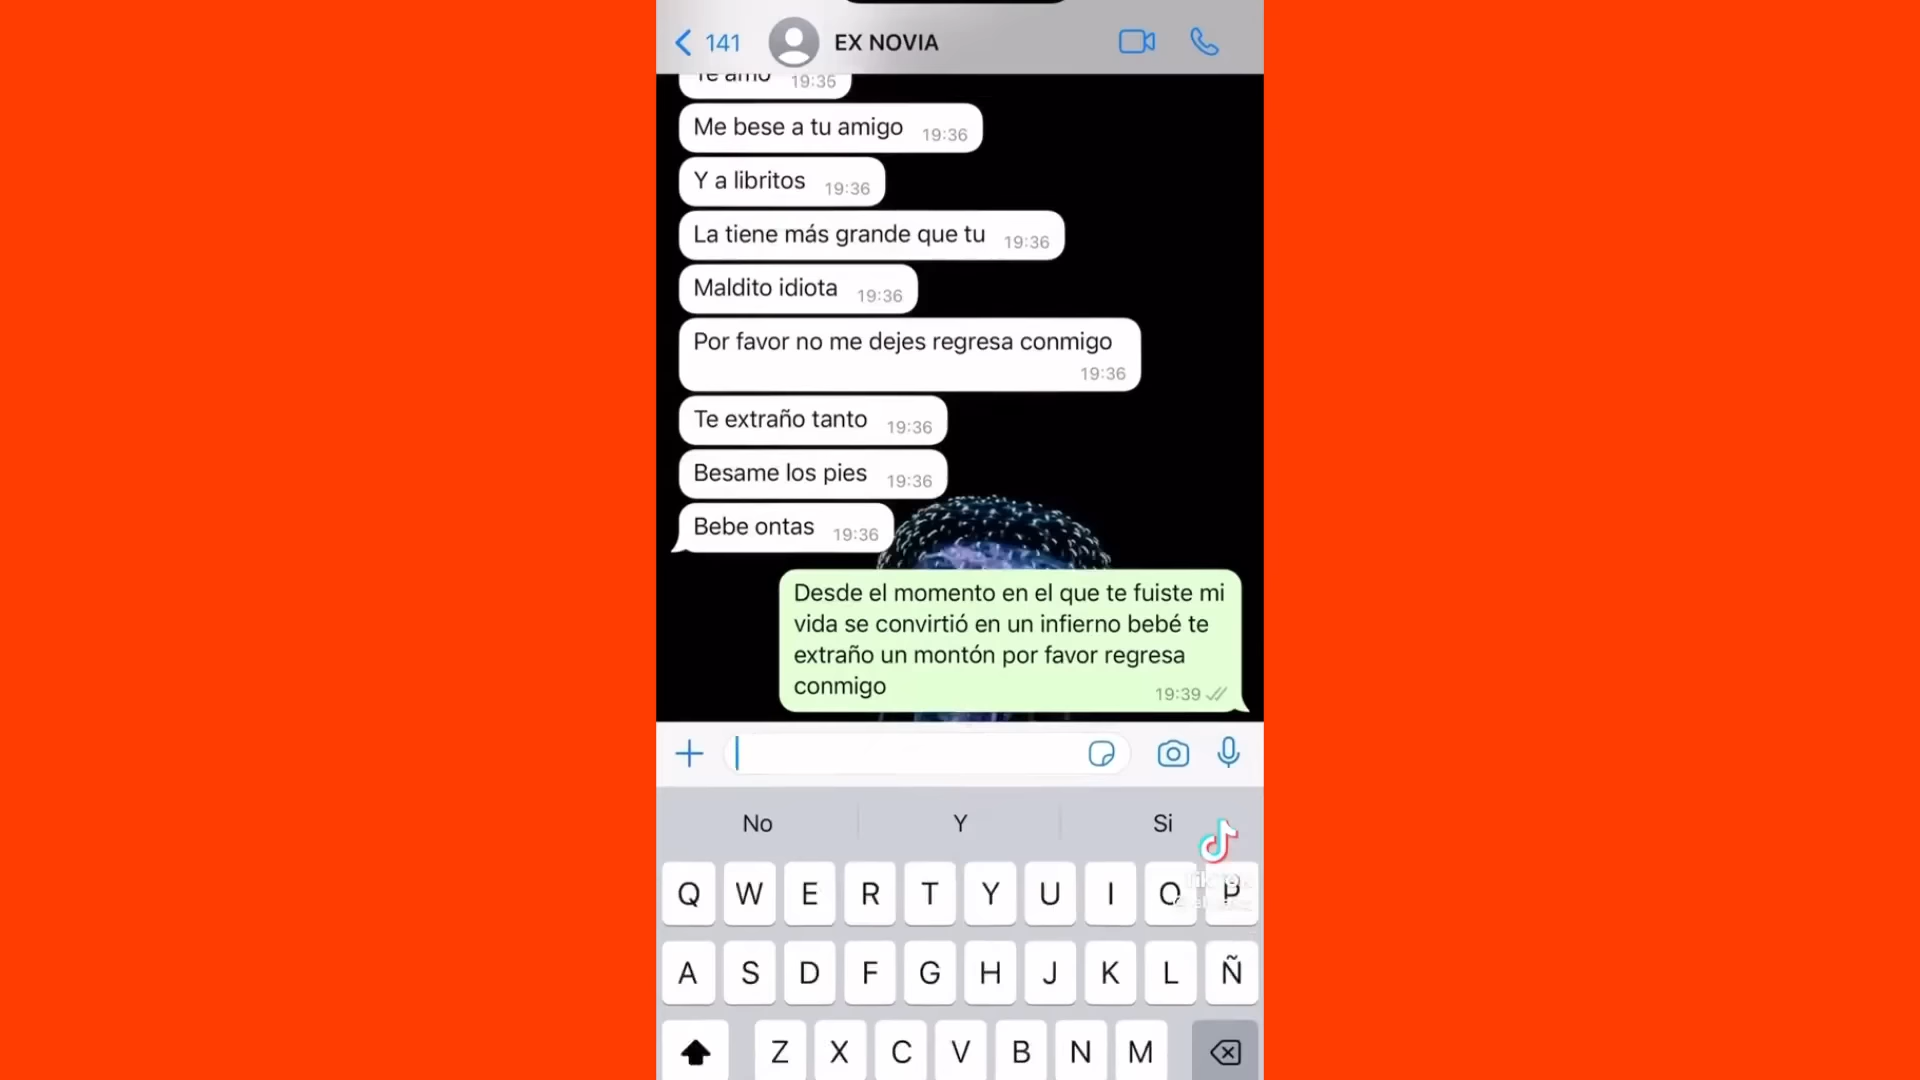 141
EX NOVIA
Te amo 19:35
Me bese a tu amigo 19:36
Y a libritos 19:36
La tiene más grande que tu 19:36
Maldito idiota 19:36
Por favor no me dejes regresa conmigo
19:36
Te extraño tanto 19:36
Besame los pies 19:36
Bebe ontas 19:36
Desde el momento en el que te fuiste mi
vida se convirtió en un infierno bebé te
extraño un montón por favor regresa
conmigo 19:39
No Y Si
Q W E R T Y U I O P
TikTok
A S D F G H J K L Ñ
Z X C V B N M